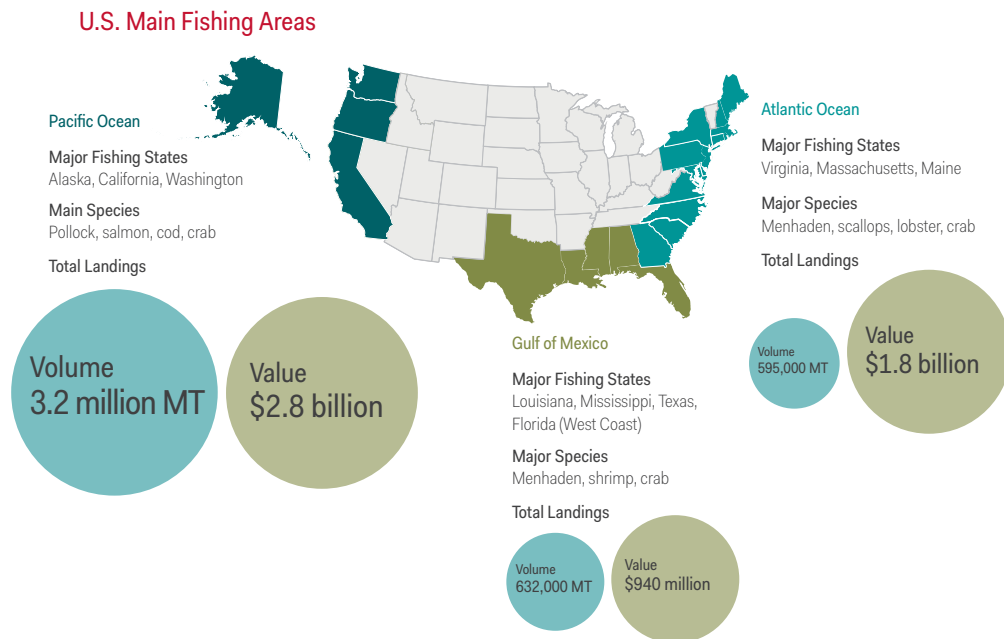 U.S. Main Fishing Areas
Pacific Ocean
Major Fishing States
Alaska, California, Washington
Main Species
Pollock, salmon, cod, crab
Total Landings
Volume
3.2 million MT
Value
$2.8 billion
Gulf of Mexico
Major Fishing States
Louisiana, Mississippi, Texas,
Florida (West Coast)
Major Species
Menhaden, shrimp, crab
Total Landings
Volume
632,000 MT
Value
$940 million
Atlantic Ocean
Major Fishing States
Virginia, Massachusetts, Maine
Major Species
Menhaden, scallops, lobster, crab
Total Landings
Volume
595,000 MT
Value
$1.8 billion